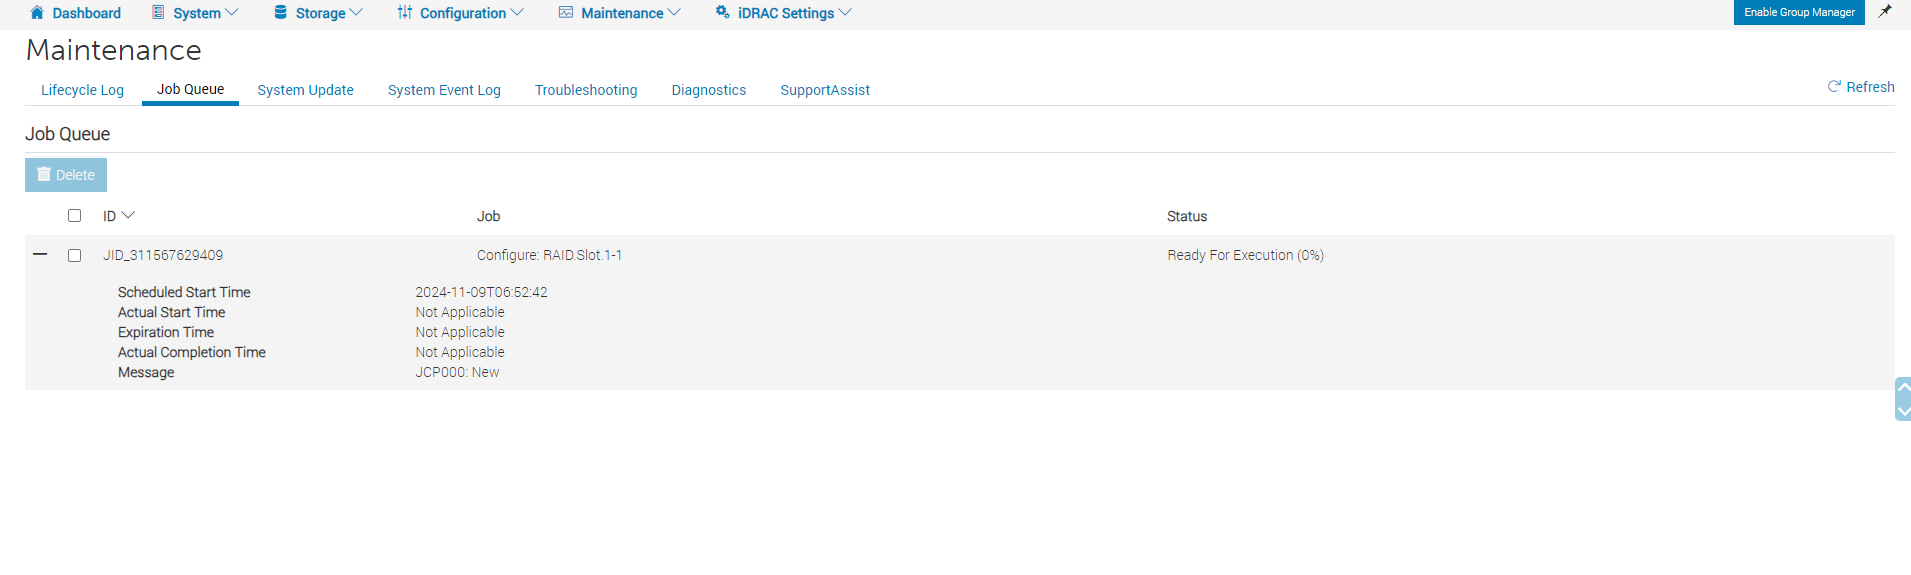 Dashboard System Storage Configuration Maintenance iDRAC Settings Enable Group Manager
Maintenance
Lifecycle Log Job Queue System Update System Event Log Troubleshooting Diagnostics SupportAssist Refresh
Job Queue
Delete
ID Job Status
JID_311567629409 Configure: RAID.Slot.1-1 Ready For Execution (0%)
Scheduled Start Time 2024-11-09T06:52:42
Actual Start Time Not Applicable
Expiration Time Not Applicable
Actual Completion Time Not Applicable
Message JCP000: New